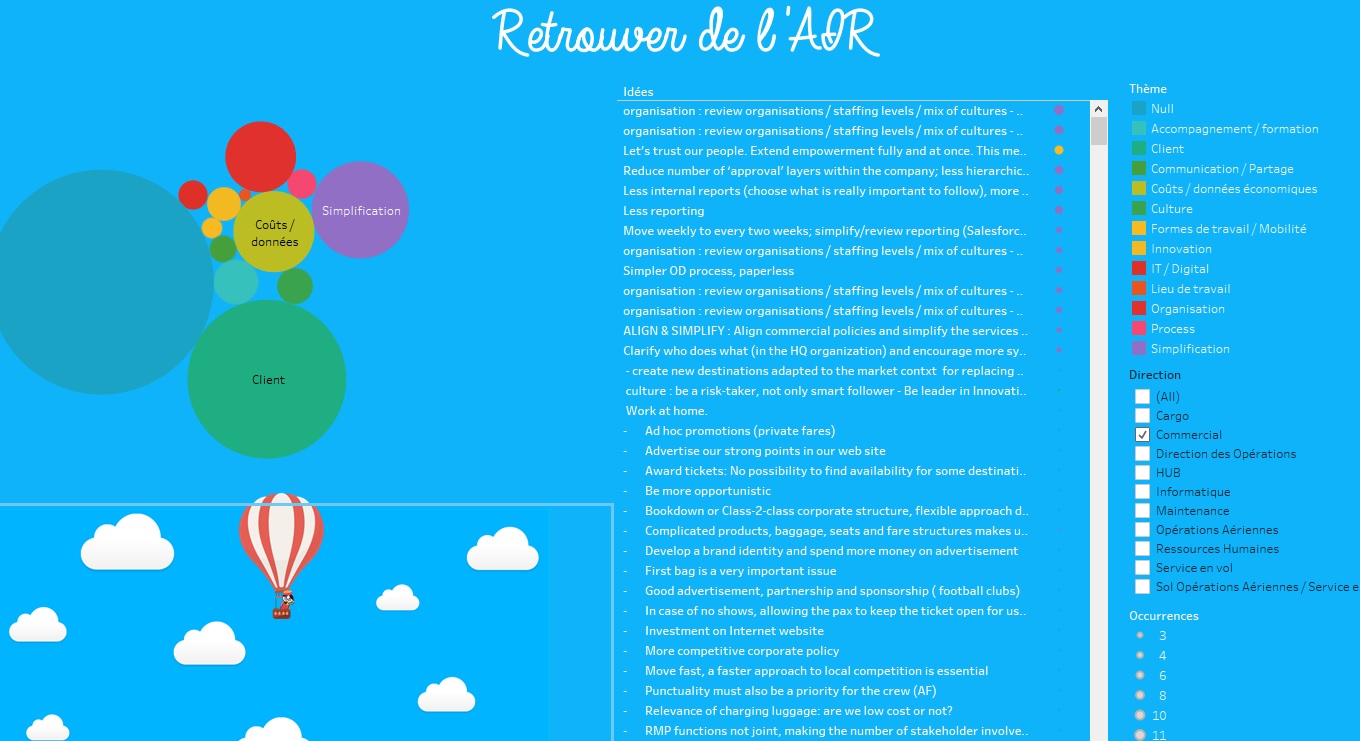 Retrouver de l'AIR
Simplification
Coûts /
données
Client
Idées
organisation : review organisations / staffing levels / mix of cultures - ..
organisation : review organisations / staffing levels / mix of cultures - ..
Let's trust our people. Extend empowerment fully and at once. This me..
Reduce number of 'approval' layers within the company; less hierarchic..
Less internal reports (choose what is really important to follow), more ..
Less reporting
Move weekly to every two weeks; simplify/review reporting (Salesforc..
organisation : review organisations / staffing levels / mix of cultures - ..
Simpler OD process, paperless
organisation : review organisations / staffing levels / mix of cultures - ..
organisation : review organisations / staffing levels / mix of cultures - ..
ALIGN & SIMPLIFY : Align commercial policies and simplify the services ..
Clarify who does what (in the HQ organization) and encourage more sy..
- create new destinations adapted to the market contxt for replacing ..
culture : be a risk-taker, not only smart follower - Be leader in Innovati..
Work at home.
- Ad hoc promotions (private fares)
- Advertise our strong points in our web site
- Award tickets: No possibility to find availability for some destinati..
- Be more opportunistic
- Bookdown or Class-2-class corporate structure, flexible approach d..
- Complicated products, baggage, seats and fare structures makes u..
- Develop a brand identity and spend more money on advertisement
- First bag is a very important issue
- Good advertisement, partnership and sponsorship ( football clubs)
- In case of no shows, allowing the pax to keep the ticket open for us..
- Investment on Internet website
- More competitive corporate policy
- Move fast, a faster approach to local competition is essential
- Punctuality must also be a priority for the crew (AF)
- Relevance of charging luggage: are we low cost or not?
- RMP functions not joint, making the number of stakeholder involve..
Thème
Null
Accompagnement / formation
Client
Communication / Partage
Coûts / données économiques
Culture
Formes de travail / Mobilité
Innovation
IT / Digital
Lieu de travail
Organisation
Process
Simplification
Direction
(All)
Cargo
Commercial
Direction des Opérations
HUB
Informatique
Maintenance
Opérations Aériennes
Ressources Humaines
Service en vol
Sol Opérations Aériennes / Service e
Occurrences
3
4
6
8
10
11